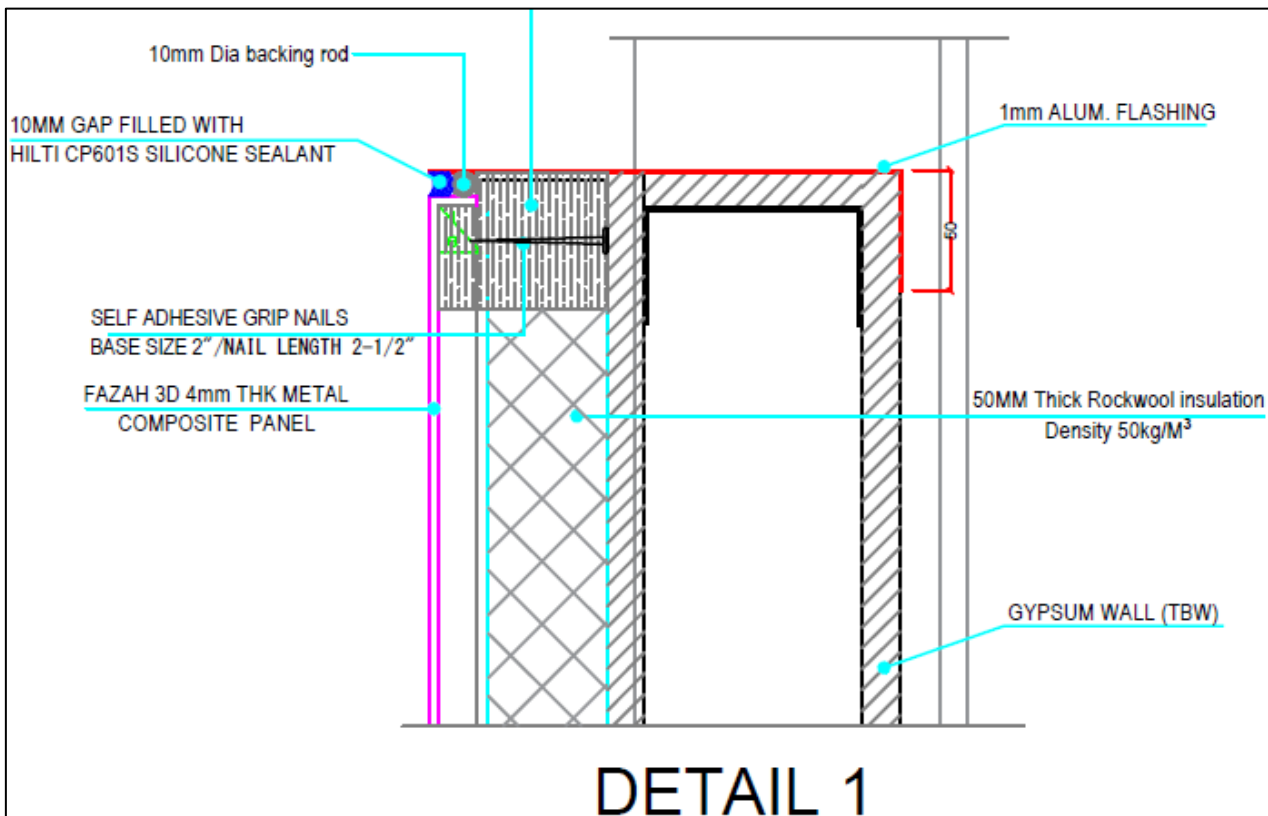 10mm Dia backing rod
10MM GAP FILLED WITH
HILTI CP601S SILICONE SEALANT
1mm ALUM. FLASHING
50
SELF ADHESIVE GRIP NAILS
BASE SIZE 2"/NAIL LENGTH 2-1/2"
FAZAH 3D 4mm THK METAL
COMPOSITE PANEL
50MM Thick Rockwool insulation
Density 50kg/M³
GYPSUM WALL (TBW)
DETAIL 1